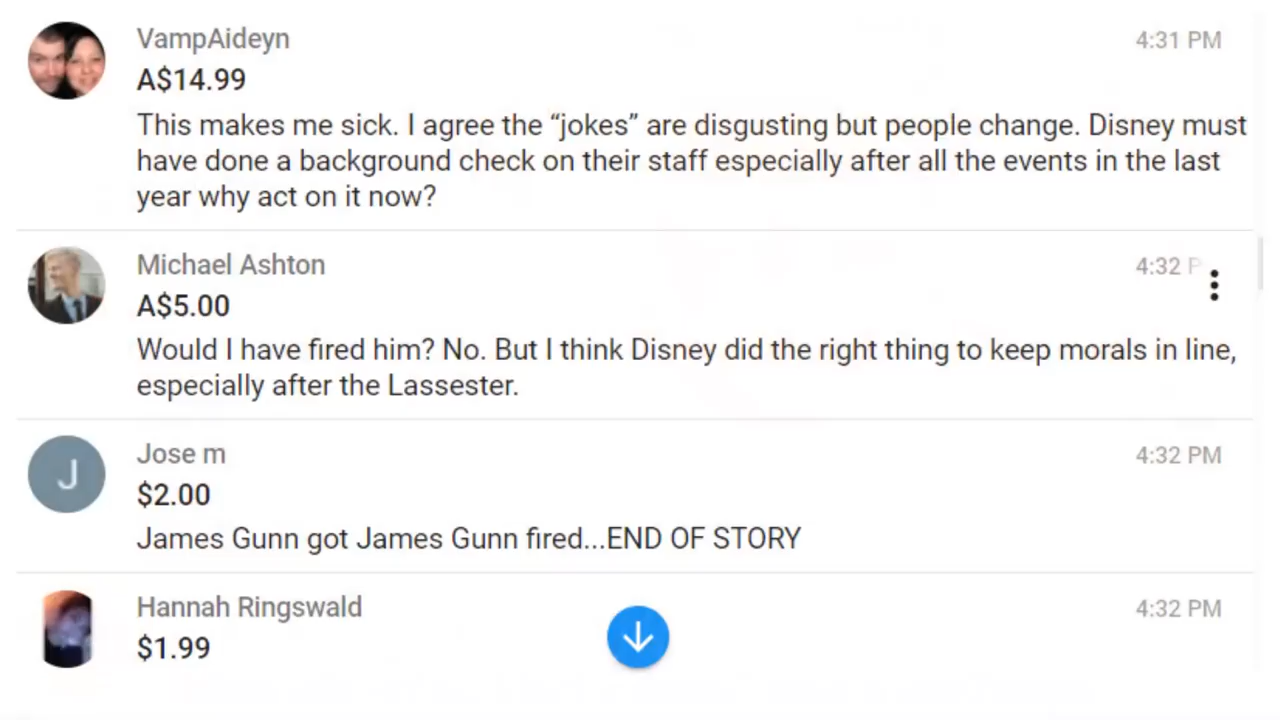 VampAideyn 4:31 PM
A$14.99
This makes me sick. I agree the “jokes” are disgusting but people change. Disney must
have done a background check on their staff especially after all the events in the last
year why act on it now?
Michael Ashton 4:32 P
A$5.00
Would I have fired him? No. But I think Disney did the right thing to keep morals in line,
especially after the Lassester.
J
Jose m 4:32 PM
$2.00
James Gunn got James Gunn fired...END OF STORY
Hannah Ringswald 4:32 PM
$1.99